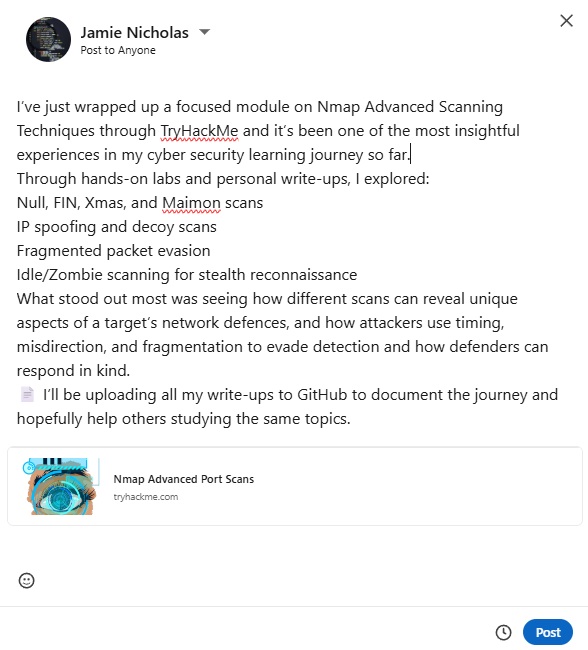 Jamie Nicholas
Post to Anyone
I've just wrapped up a focused module on Nmap Advanced Scanning
Techniques through TryHackMe and it's been one of the most insightful
experiences in my cyber security learning journey so far.
Through hands-on labs and personal write-ups, I explored:
Null, FIN, Xmas, and Maimon scans
IP spoofing and decoy scans
Fragmented packet evasion
Idle/Zombie scanning for stealth reconnaissance
What stood out most was seeing how different scans can reveal unique
aspects of a target's network defences, and how attackers use timing,
misdirection, and fragmentation to evade detection and how defenders can
respond in kind.
📄 I'll be uploading all my write-ups to GitHub to document the journey and
hopefully help others studying the same topics.
Nmap Advanced Port Scans
tryhackme.com
Post